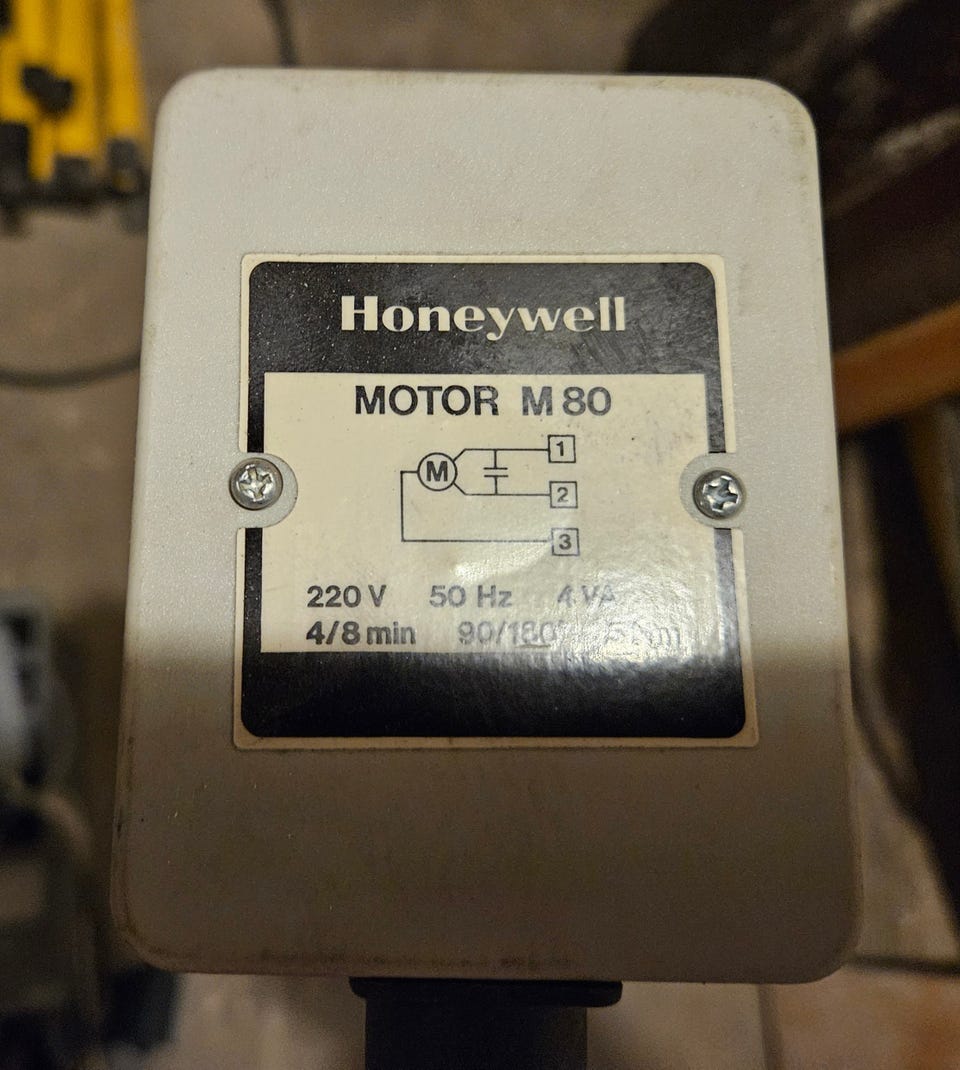 Honeywell
MOTOR M 80
1
M
2
3
220 V 50 Hz 4 VA
4/8 min 90/180°